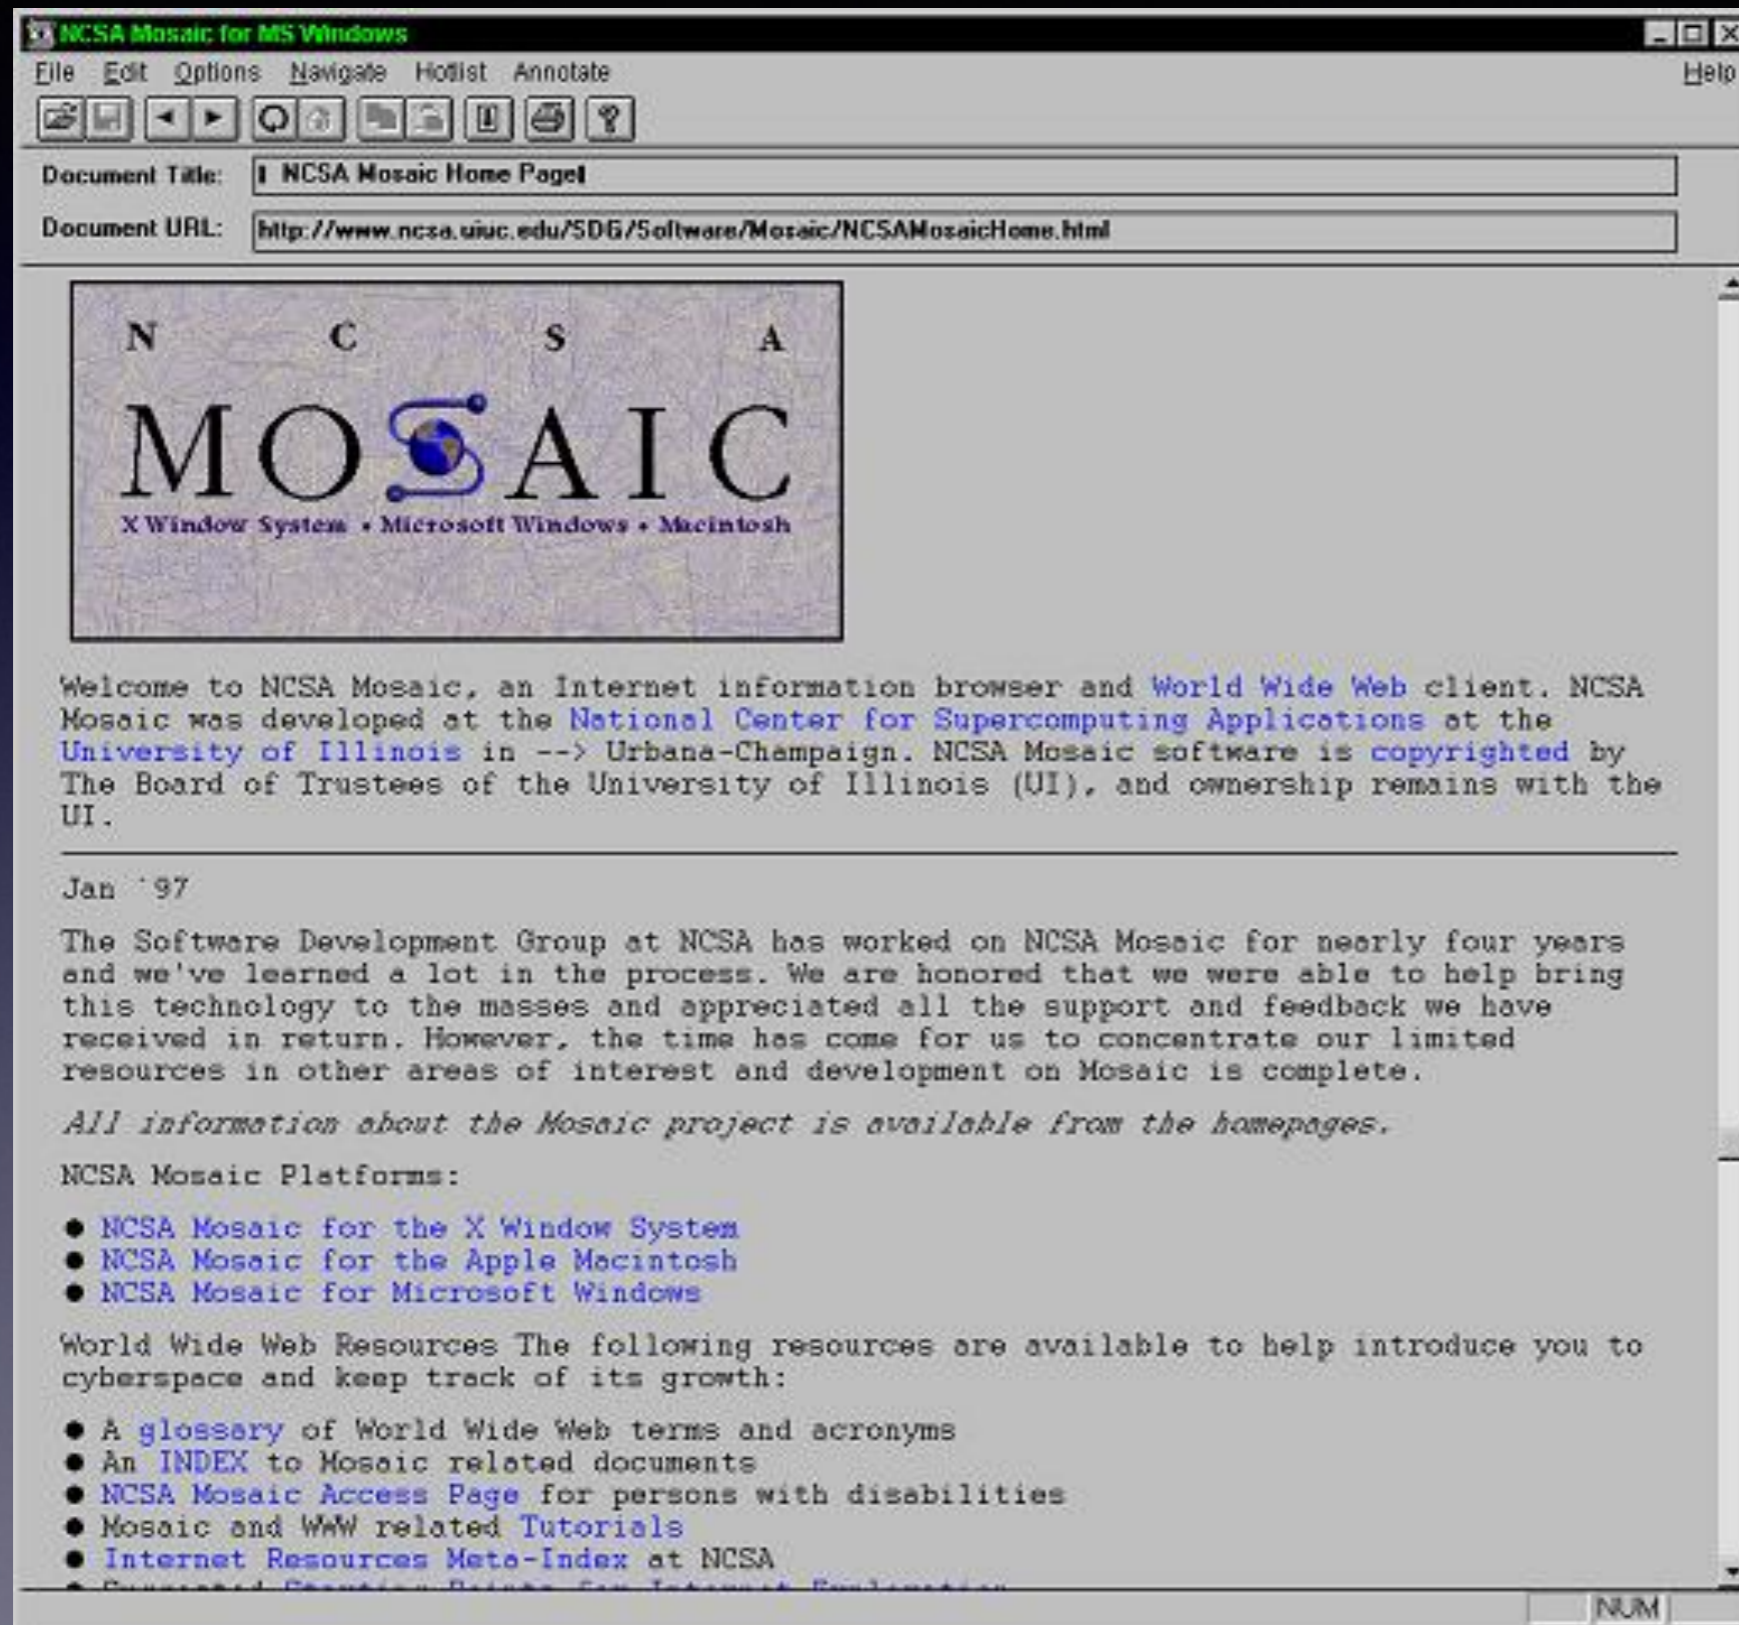 NCSA Mosaic for MS Windows
File Edit Options Navigate Hotlist Annotate Help
Document Title: NCSA Mosaic Home Page
Document URL: http://www.ncsa.uiuc.edu/SDG/Software/Mosaic/NCSAMosaicHome.html
N C S A
MOSAIC
X Window System • Microsoft Windows • Macintosh
Welcome to NCSA Mosaic, an Internet information browser and World Wide Web client. NCSA
Mosaic was developed at the National Center for Supercomputing Applications at the
University of Illinois in --> Urbana-Champaign. NCSA Mosaic software is copyrighted by
The Board of Trustees of the University of Illinois (UI), and ownership remains with the
UI.
Jan `97
The Software Development Group at NCSA has worked on NCSA Mosaic for nearly four years
and we've learned a lot in the process. We are honored that we were able to help bring
this technology to the masses and appreciated all the support and feedback we have
received in return. However, the time has come for us to concentrate our limited
resources in other areas of interest and development on Mosaic is complete.
All information about the Mosaic project is available from the homepages.
NCSA Mosaic Platforms:
● NCSA Mosaic for the X Window System
● NCSA Mosaic for the Apple Macintosh
● NCSA Mosaic for Microsoft Windows
World Wide Web Resources The following resources are available to help introduce you to
cyberspace and keep track of its growth:
● A glossary of World Wide Web terms and acronyms
● An INDEX to Mosaic related documents
● NCSA Mosaic Access Page for persons with disabilities
● Mosaic and WWW related Tutorials
● Internet Resources Meta-Index at NCSA
NUM